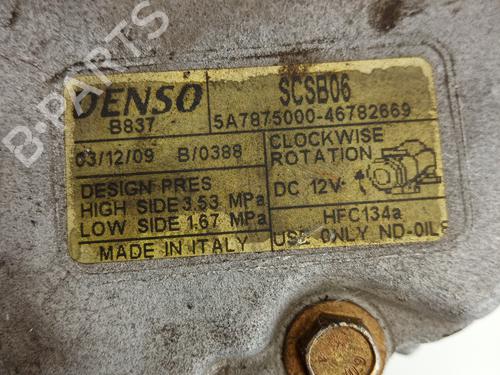 DENSO
B837
SCSB06
5A7875000-46782669
03/12/09 B/0388
CLOCKWISE
ROTATION
DESIGN PRES
HIGH SIDE 3.53 MPa
LOW SIDE 1.67 MPa
DC 12V
HFC134a
MADE IN ITALY
USE ONLY ND-OIL8
B-PARTS
B-PARTS